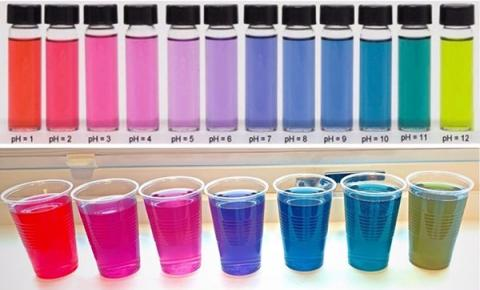 pH = 1 pH = 2 pH = 3 pH = 4 pH = 5 pH = 6 pH = 7 pH = 8 pH = 9 pH = 10 pH = 11 pH = 12